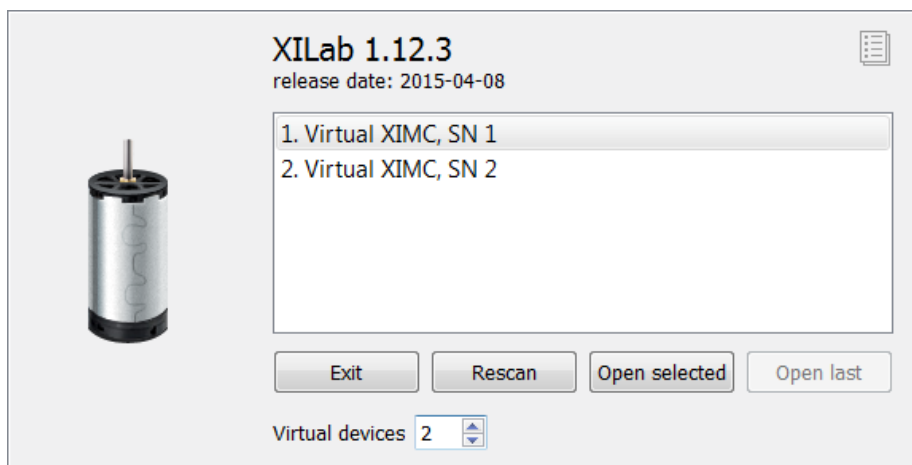 XILab 1.12.3
release date: 2015-04-08
1. Virtual XIMC, SN 1
2. Virtual XIMC, SN 2
Exit Rescan Open selected Open last
Virtual devices 2